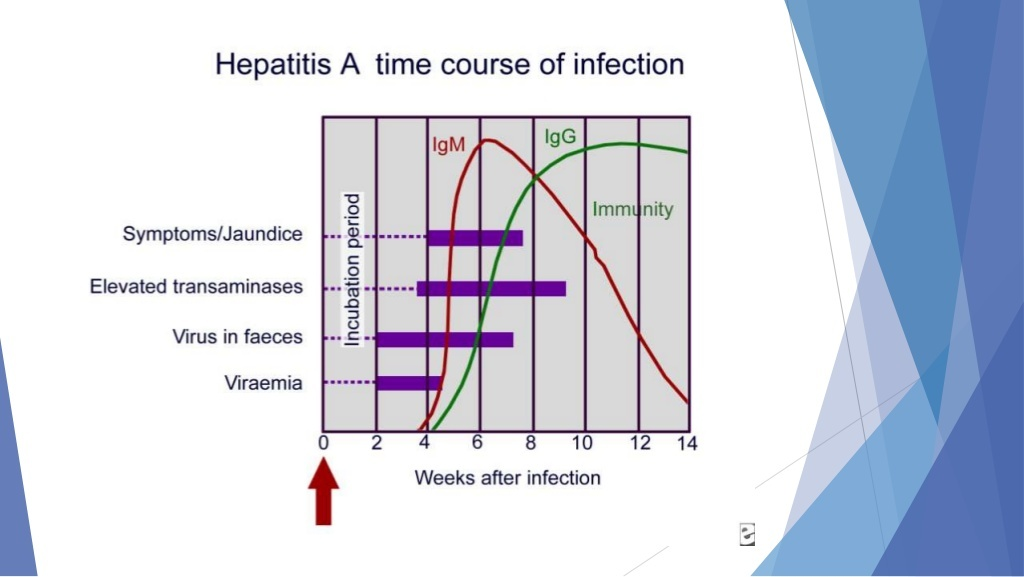 Hepatitis A time course of infection
IgM
IgG
Immunity
Incubation period
Symptoms/Jaundice
Elevated transaminases
Virus in faeces
Viraemia
0 2 4 6 8 10 12 14
Weeks after infection